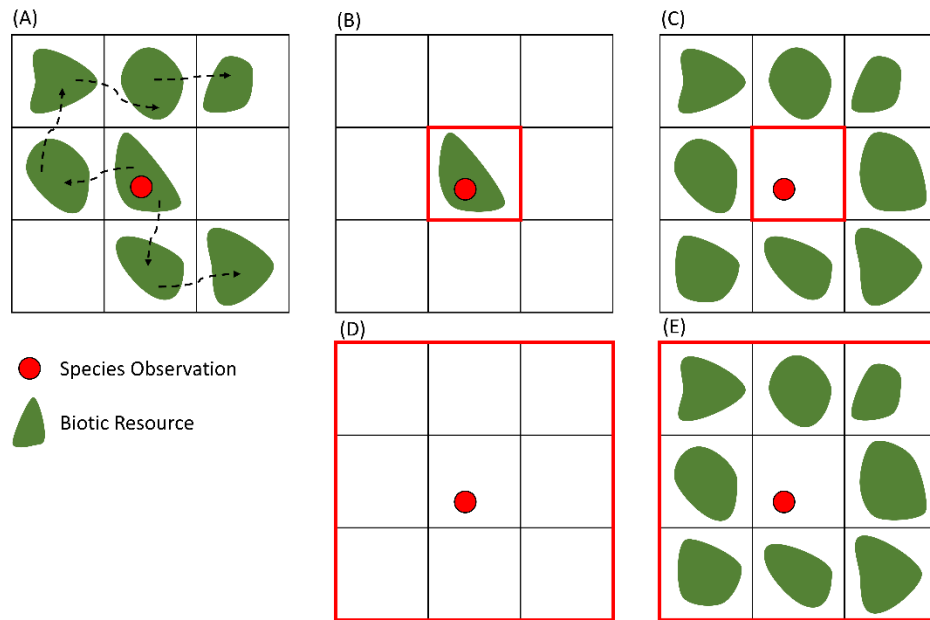 (A)
(B)
(C)
(D)
(E)
Species Observation
Biotic Resource